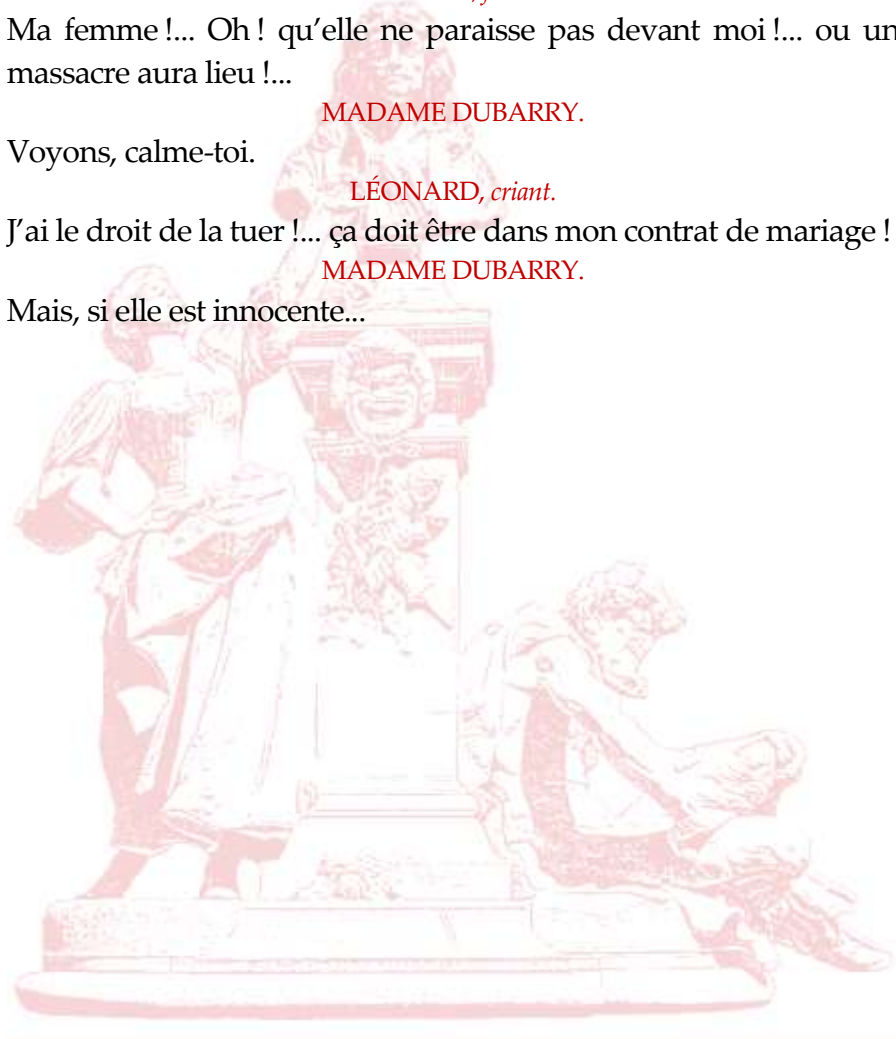 Ma femme !... Oh ! qu’elle ne paraisse pas devant moi !... ou un
massacre aura lieu !...
MADAME DUBARRY.
Voyons, calme-toi.
LÉONARD, criant.
J’ai le droit de la tuer !... ça doit être dans mon contrat de mariage !
MADAME DUBARRY.
Mais, si elle est innocente...